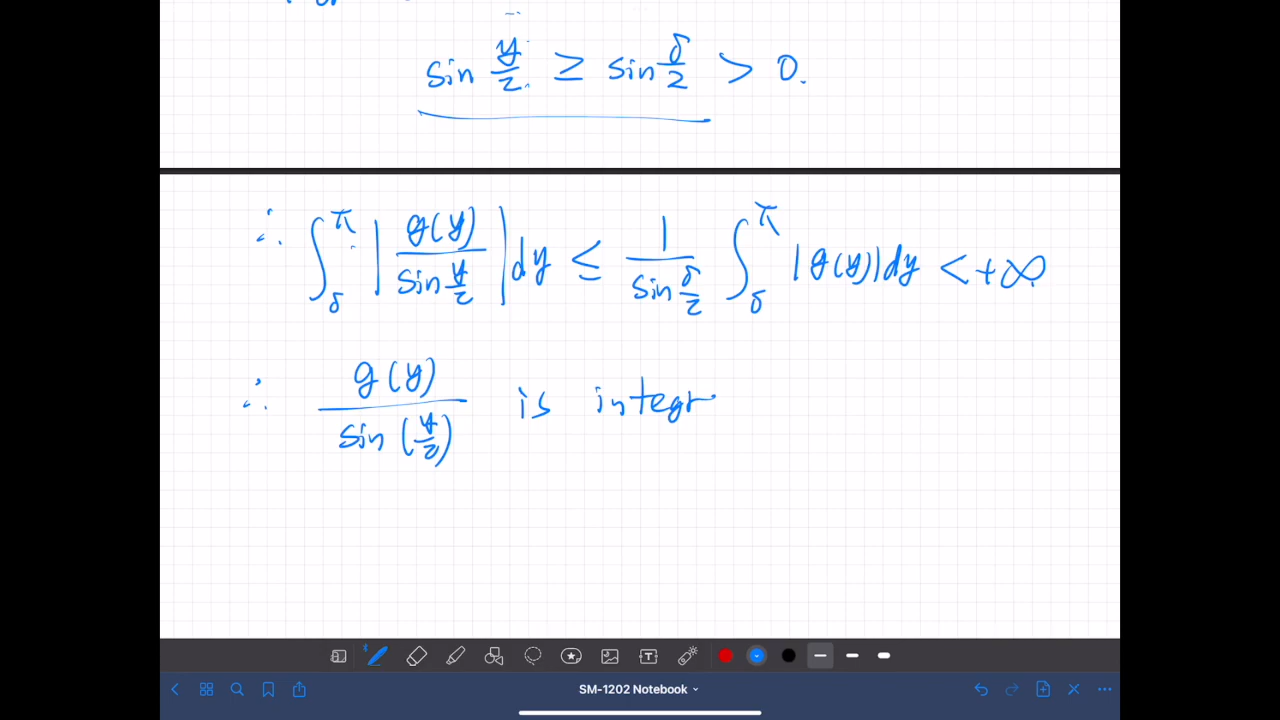 sin y/2 ≥ sin δ/2 > 0.
∴ ∫_δ^π | g(y) / sin y/2 | dy ≤ 1 / sin δ/2 ∫_δ^π |g(y)| dy < +∞
∴ g(y) / sin (y/2) is integr
SM-1202 Notebook